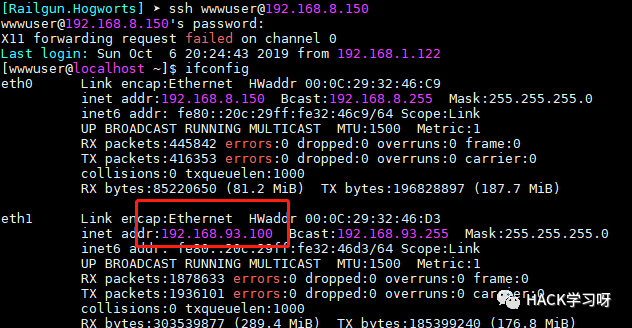 [Railgun.Hogworts] ➤ ssh wwwuser@192.168.8.150
wwwuser@192.168.8.150's password:
X11 forwarding request failed on channel 0
Last login: Sun Oct  6 20:24:43 2019 from 192.168.1.122
[wwwuser@localhost ~]$ ifconfig
eth0      Link encap:Ethernet  HWaddr 00:0C:29:32:46:C9
          inet addr:192.168.8.150  Bcast:192.168.8.255  Mask:255.255.255.0
          inet6 addr: fe80::20c:29ff:fe32:46c9/64 Scope:Link
          UP BROADCAST RUNNING MULTICAST  MTU:1500  Metric:1
          RX packets:445842 errors:0 dropped:0 overruns:0 frame:0
          TX packets:416353 errors:0 dropped:0 overruns:0 carrier:0
          collisions:0 txqueuelen:1000
          RX bytes:85220650 (81.2 MiB)  TX bytes:196828897 (187.7 MiB)
eth1      Link encap:Ethernet  HWaddr 00:0C:29:32:46:D3
          inet addr:192.168.93.100  Bcast:192.168.93.255  Mask:255.255.255.0
          inet6 addr: fe80::20c:29ff:fe32:46d3/64 Scope:Link
          UP BROADCAST RUNNING MULTICAST  MTU:1500  Metric:1
          RX packets:1878633 errors:0 dropped:0 overruns:0 frame:0
          TX packets:1936101 errors:0 dropped:0 overruns:0 carrier:0
          collisions:0 txqueuelen:1000
          RX bytes:303539877 (289.4 MiB)  TX bytes:185399240 (176.8 MiB)
HACK学习呀